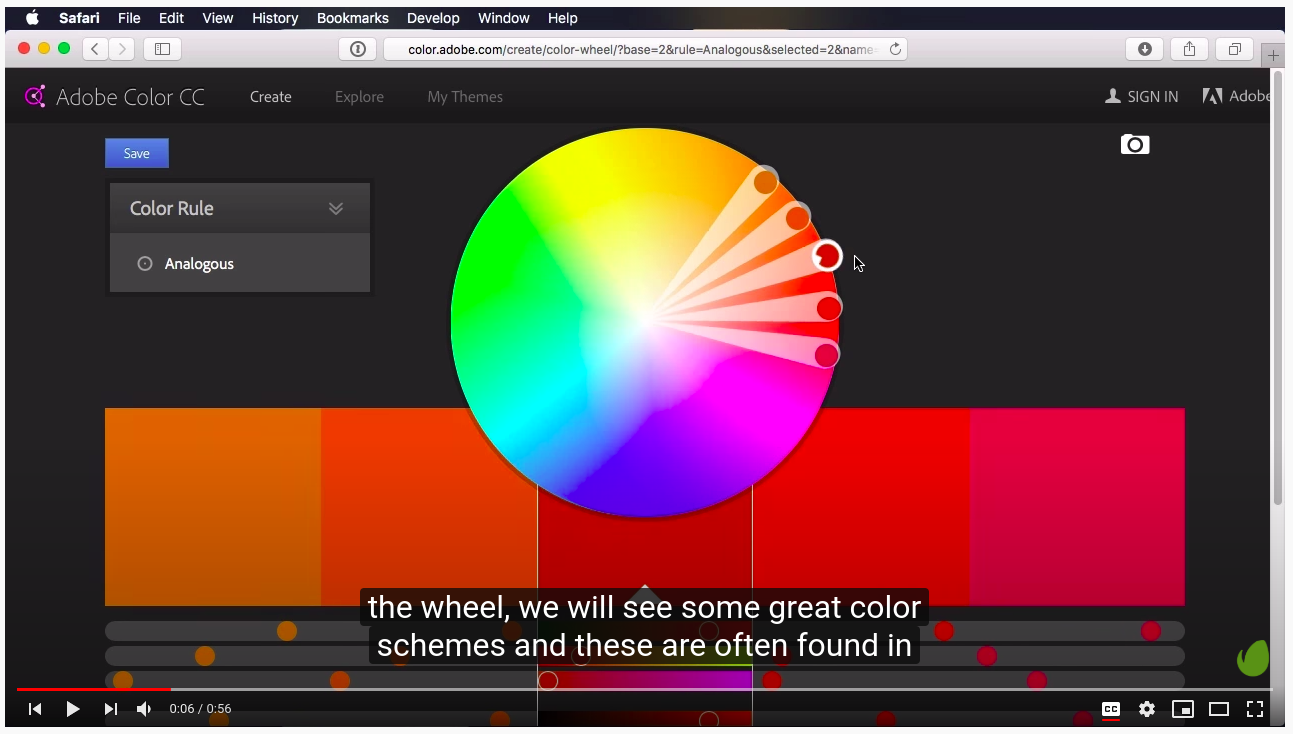 Safari File Edit View History Bookmarks Develop Window Help
color.adobe.com/create/color-wheel/?base=2&rule=Analogous&selected=2&name=
Adobe Color CC Create Explore My Themes SIGN IN Adobe
Save
Color Rule
Analogous
the wheel, we will see some great color
schemes and these are often found in
0:06 / 0:56 CC